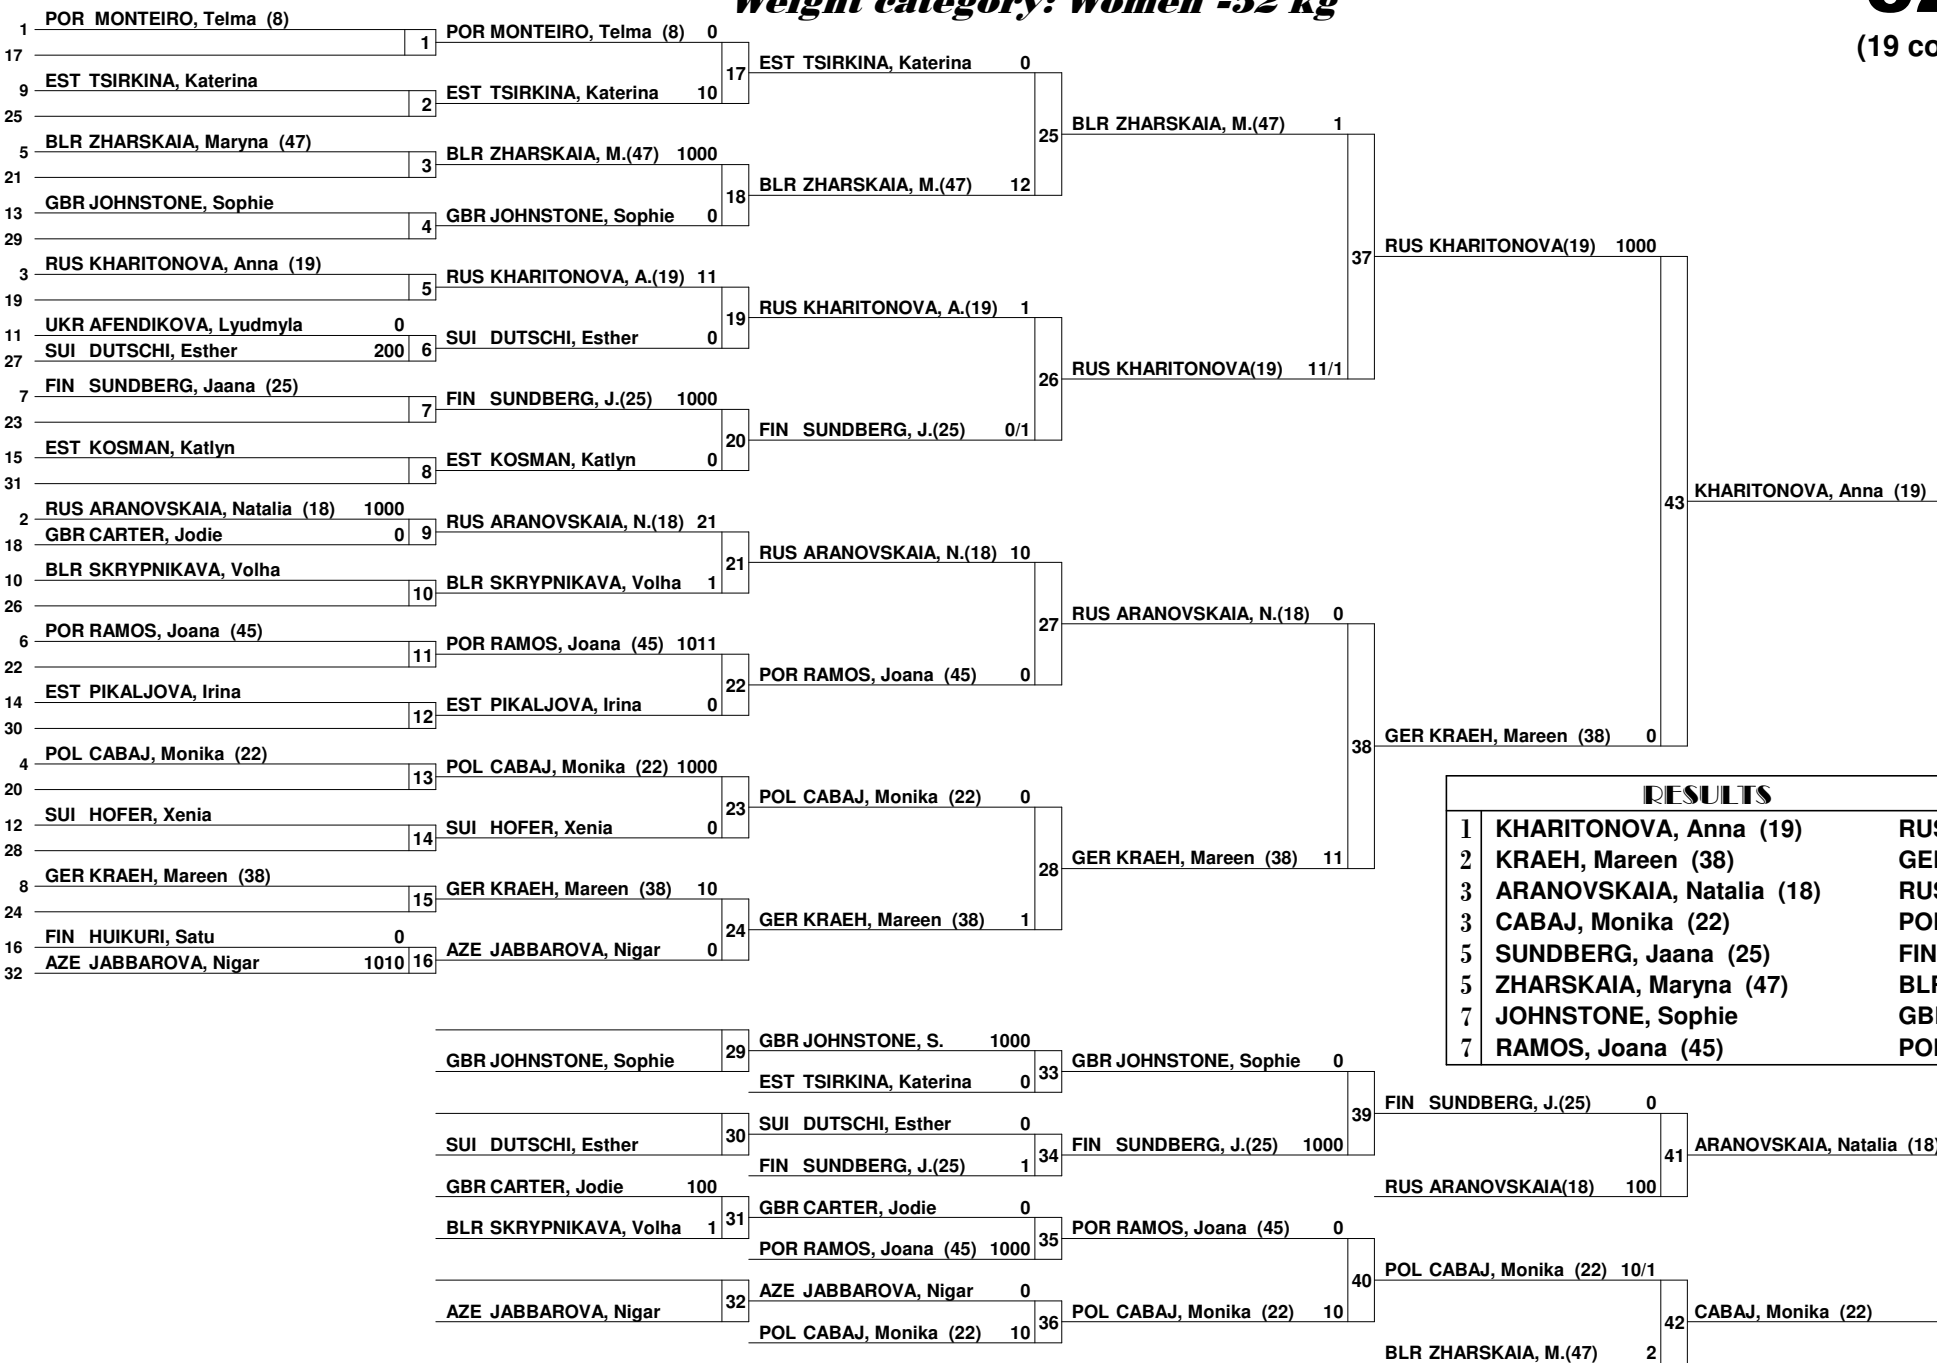 Weight category: Women -52 kg
(19 co
1 POR MONTEIRO, Telma (8)
17
1
9 EST TSIRKINA, Katerina
25
2
5 BLR ZHARSKAIA, Maryna (47)
21
3
13 GBR JOHNSTONE, Sophie
29
4
3 RUS KHARITONOVA, Anna (19)
19
5
11 UKR AFENDIKOVA, Lyudmyla 0
27 SUI DUTSCHI, Esther 200
6
7 FIN SUNDBERG, Jaana (25)
23
7
15 EST KOSMAN, Katlyn
31
8
2 RUS ARANOVSKAIA, Natalia (18) 1000
18 GBR CARTER, Jodie 0
9
10 BLR SKRYPNIKAVA, Volha
26
10
6 POR RAMOS, Joana (45)
22
11
14 EST PIKALJOVA, Irina
30
12
4 POL CABAJ, Monika (22)
20
13
12 SUI HOFER, Xenia
28
14
8 GER KRAEH, Mareen (38)
24
15
16 FIN HUIKURI, Satu 0
32 AZE JABBAROVA, Nigar 1010
16
POR MONTEIRO, Telma (8) 0
EST TSIRKINA, Katerina 10
17
BLR ZHARSKAIA, M.(47) 1000
GBR JOHNSTONE, Sophie 0
18
RUS KHARITONOVA, A.(19) 11
SUI DUTSCHI, Esther 0
19
FIN SUNDBERG, J.(25) 1000
EST KOSMAN, Katlyn 0
20
RUS ARANOVSKAIA, N.(18) 21
BLR SKRYPNIKAVA, Volha 1
21
POR RAMOS, Joana (45) 1011
EST PIKALJOVA, Irina 0
22
POL CABAJ, Monika (22) 1000
SUI HOFER, Xenia 0
23
GER KRAEH, Mareen (38) 10
AZE JABBAROVA, Nigar 0
24
EST TSIRKINA, Katerina 0
BLR ZHARSKAIA, M.(47) 12
25
RUS KHARITONOVA, A.(19) 1
FIN SUNDBERG, J.(25) 0/1
26
RUS ARANOVSKAIA, N.(18) 10
POR RAMOS, Joana (45) 0
27
POL CABAJ, Monika (22) 0
GER KRAEH, Mareen (38) 1
28
BLR ZHARSKAIA, M.(47) 1
RUS KHARITONOVA(19) 11/1
37
RUS ARANOVSKAIA, N.(18) 0
GER KRAEH, Mareen (38) 11
38
RUS KHARITONOVA(19) 1000
GER KRAEH, Mareen (38) 0
43
KHARITONOVA, Anna (19)
RESULTS
1 KHARITONOVA, Anna (19) RUS
2 KRAEH, Mareen (38) GER
3 ARANOVSKAIA, Natalia (18) RUS
3 CABAJ, Monika (22) POL
5 SUNDBERG, Jaana (25) FIN
5 ZHARSKAIA, Maryna (47) BLR
7 JOHNSTONE, Sophie GBR
7 RAMOS, Joana (45) POR
GBR JOHNSTONE, Sophie
29
SUI DUTSCHI, Esther
30
GBR CARTER, Jodie 100
BLR SKRYPNIKAVA, Volha 1
31
AZE JABBAROVA, Nigar
32
GBR JOHNSTONE, S. 1000
EST TSIRKINA, Katerina 0
33
SUI DUTSCHI, Esther 0
FIN SUNDBERG, J.(25) 1
34
GBR CARTER, Jodie 0
POR RAMOS, Joana (45) 1000
35
AZE JABBAROVA, Nigar 0
POL CABAJ, Monika (22) 10
36
GBR JOHNSTONE, Sophie 0
FIN SUNDBERG, J.(25) 1000
39
POR RAMOS, Joana (45) 0
POL CABAJ, Monika (22) 10
40
FIN SUNDBERG, J.(25) 0
RUS ARANOVSKAIA(18) 100
41
ARANOVSKAIA, Natalia (18)
POL CABAJ, Monika (22) 10/1
BLR ZHARSKAIA, M.(47) 2
42
CABAJ, Monika (22)